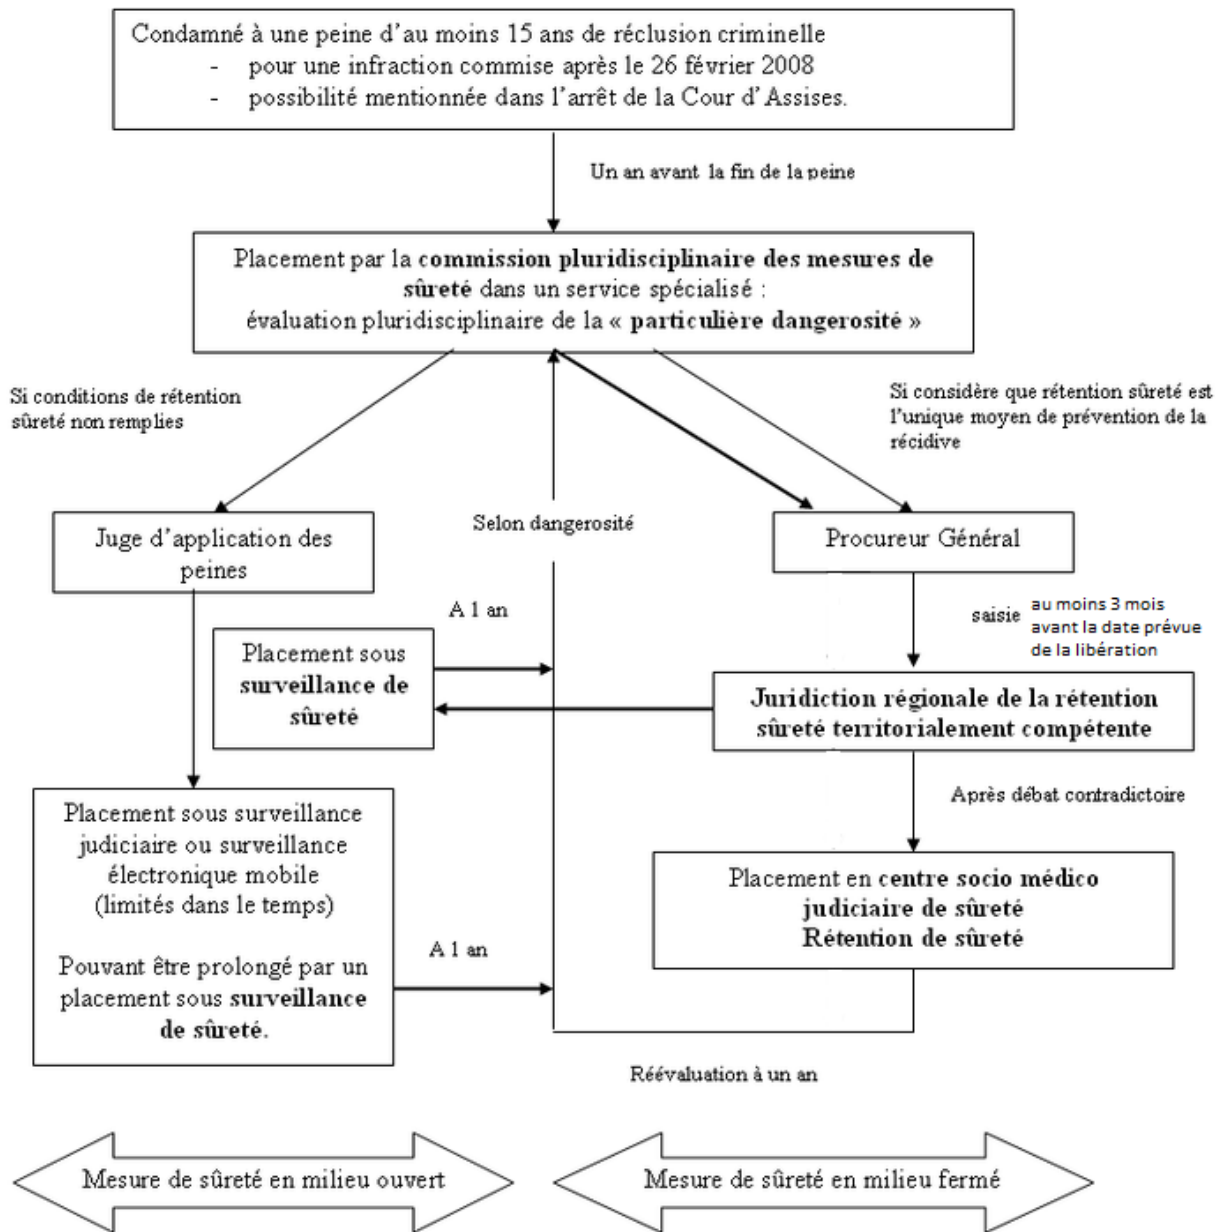 Condamné à une peine d'au moins 15 ans de réclusion criminelle
- pour une infraction commise après le 26 février 2008
- possibilité mentionnée dans l'arrêt de la Cour d'Assises.
Un an avant la fin de la peine
Placement par la commission pluridisciplinaire des mesures de
sûreté dans un service spécialisé :
évaluation pluridisciplinaire de la « particulière dangerosité »
Si conditions de rétention
sûreté non remplies
Si considère que rétention sûreté est
l'unique moyen de prévention de la
récidive
Juge d'application des
peines
Selon dangerosité
Procureur Général
A 1 an
saisie
au moins 3 mois
avant la date prévue
de la libération
Placement sous
surveillance de
sûreté
Juridiction régionale de la rétention
sûreté territorialement compétente
Après débat contradictoire
Placement sous surveillance
judiciaire ou surveillance
électronique mobile
(limités dans le temps)
Pouvant être prolongé par un
placement sous surveillance
de sûreté.
A 1 an
Placement en centre socio médico
judiciaire de sûreté
Rétention de sûreté
Réévaluation à un an
Mesure de sûreté en milieu ouvert
Mesure de sûreté en milieu fermé